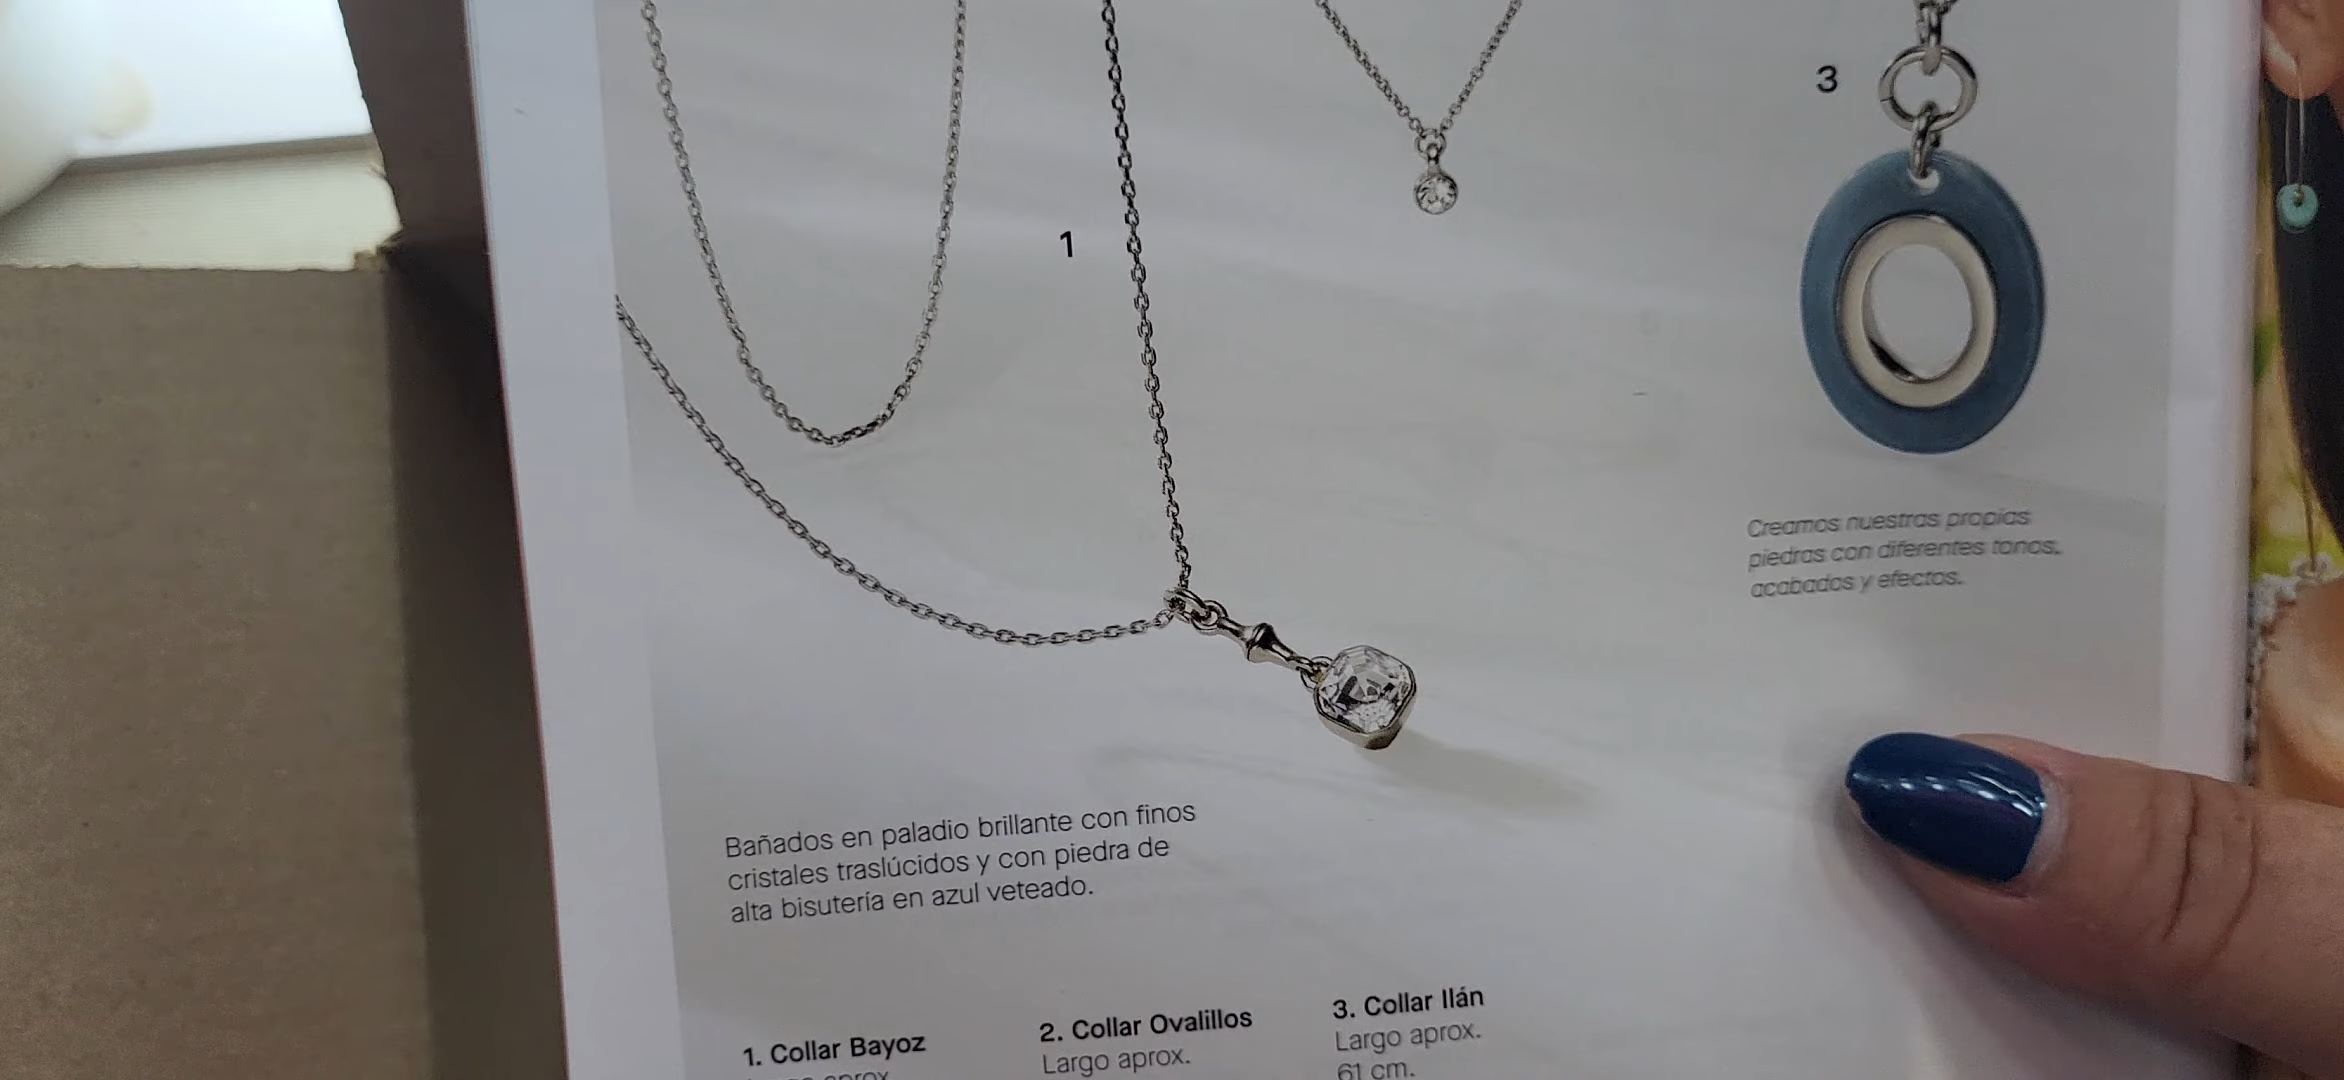 3
1
Creamos nuestras propias
piedras con diferentes tonos,
acabados y efectos.
Bañados en paladio brillante con finos
cristales traslúcidos y con piedra de
alta bisutería en azul veteado.
1. Collar Bayoz
aprox
2. Collar Ovalillos
Largo aprox.
3. Collar Ilán
Largo aprox.
61 cm.